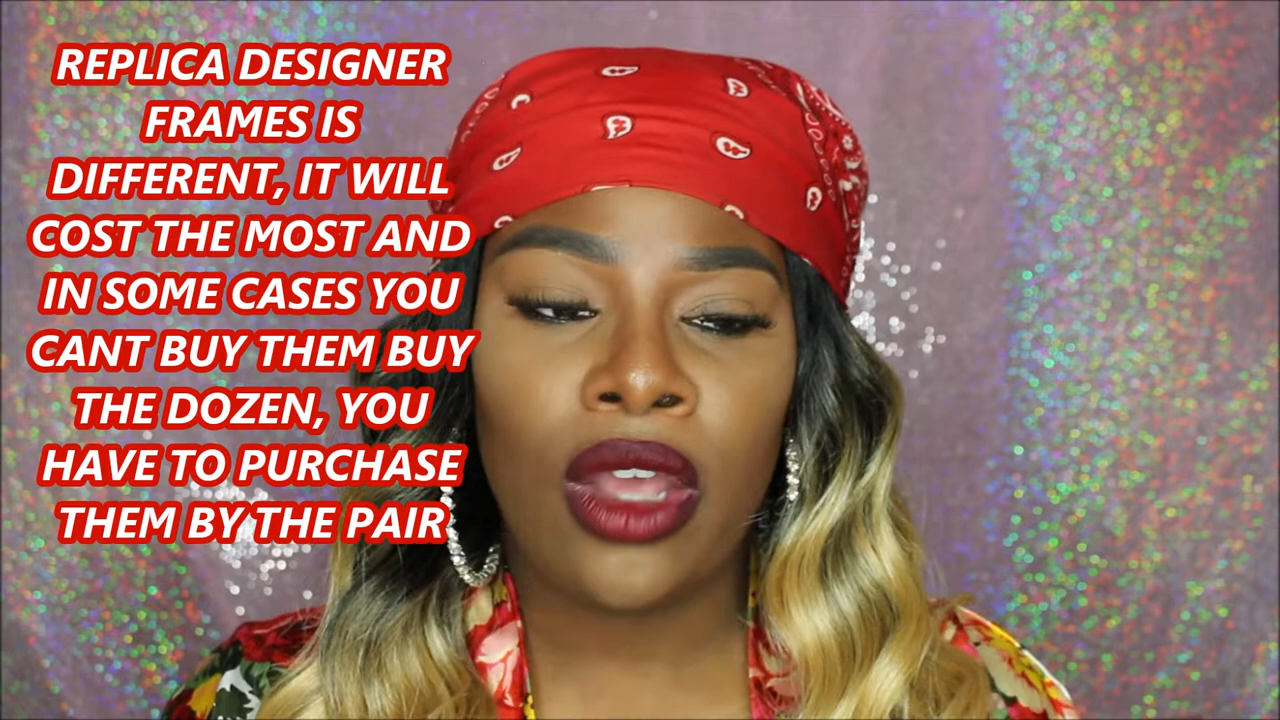 REPLICA DESIGNER
FRAMES IS
DIFFERENT, IT WILL
COST THE MOST AND
IN SOME CASES YOU
CANT BUY THEM BUY
THE DOZEN, YOU
HAVE TO PURCHASE
THEM BY THE PAIR